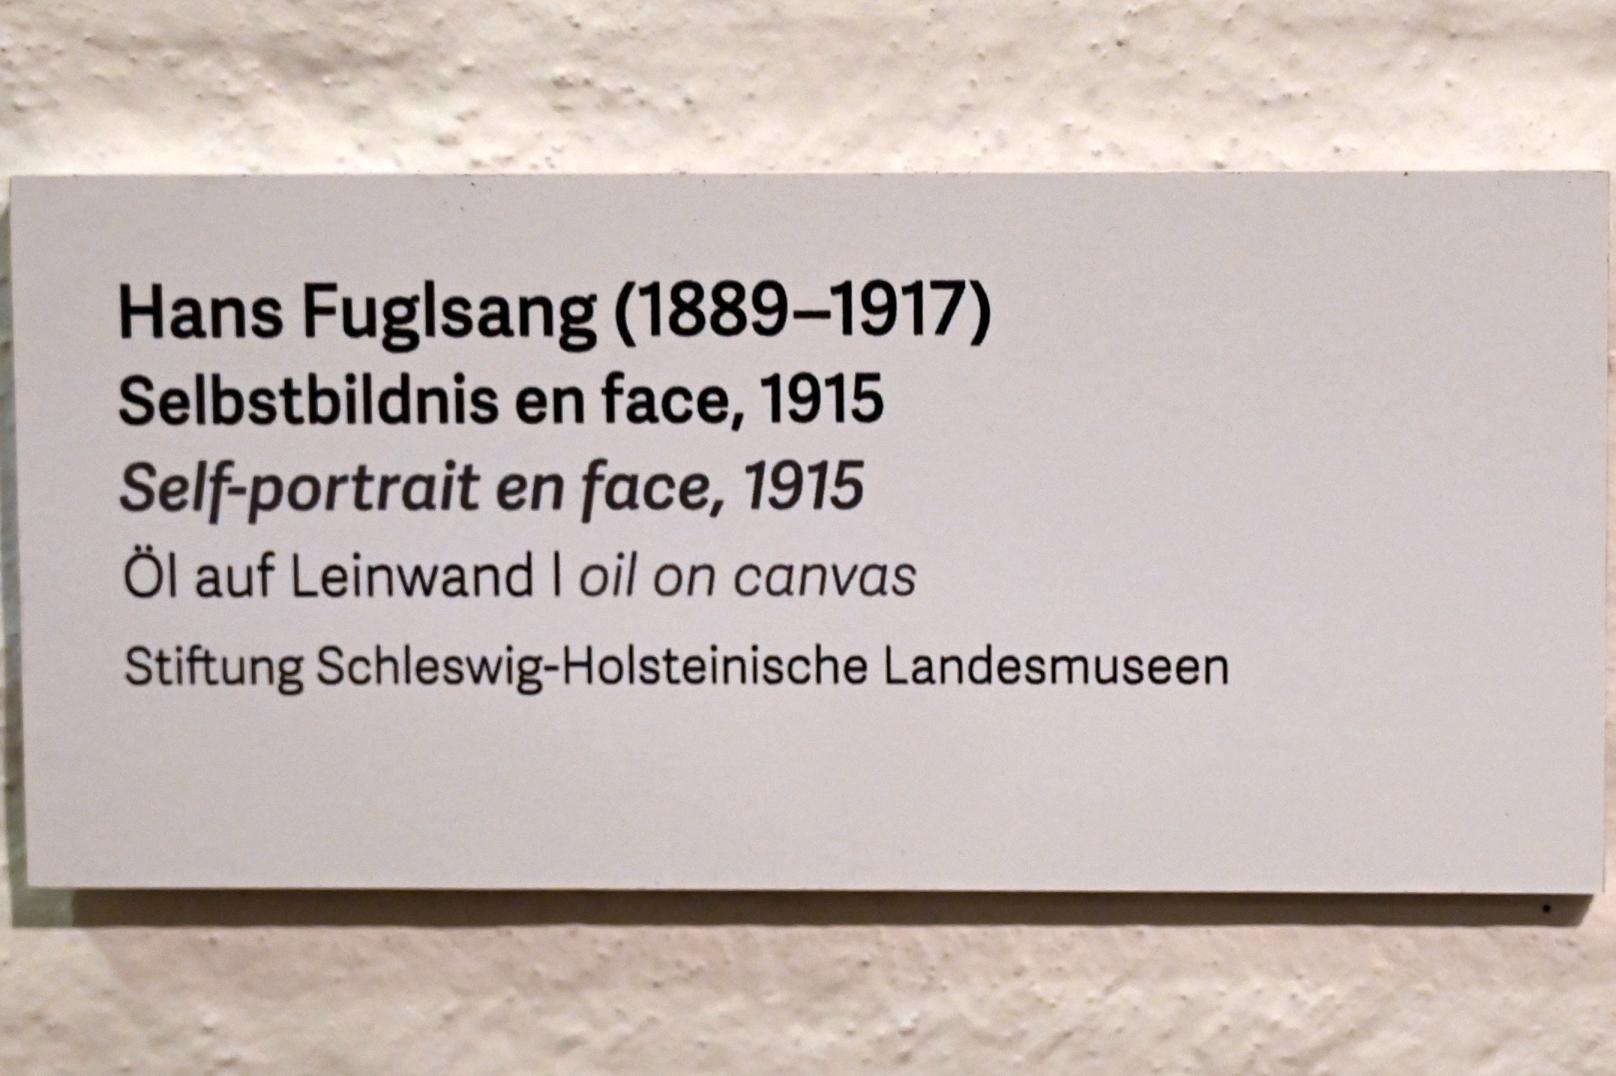 Hans Fuglsang (1889–1917)
Selbstbildnis en face, 1915
Self-portrait en face, 1915
Öl auf Leinwand | oil on canvas
Stiftung Schleswig-Holsteinische Landesmuseen